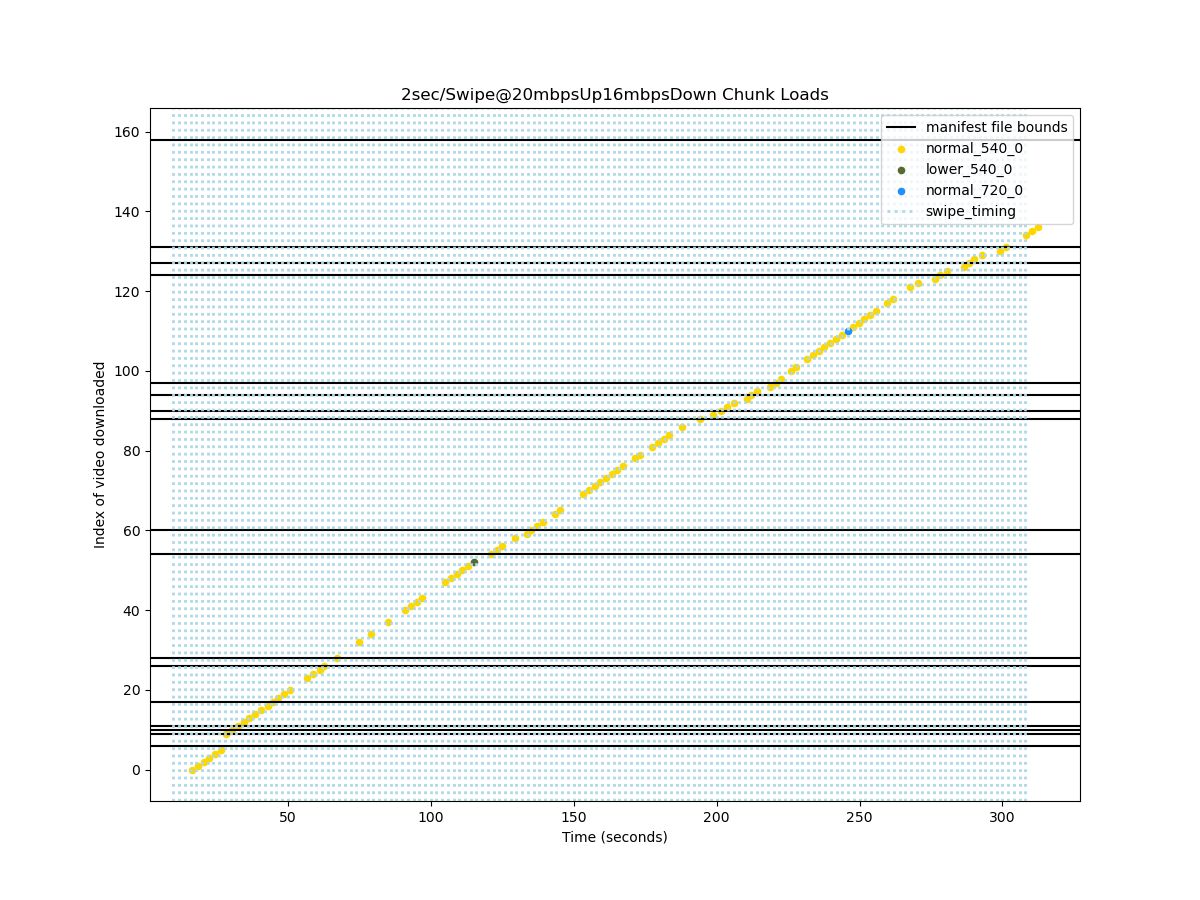 2sec/Swipe@20mbpsUp16mbpsDown Chunk Loads
manifest file bounds
normal_540_0
lower_540_0
normal_720_0
swipe_timing
Index of video downloaded
160
140
120
100
80
60
40
20
0
50 100 150 200 250 300
Time (seconds)